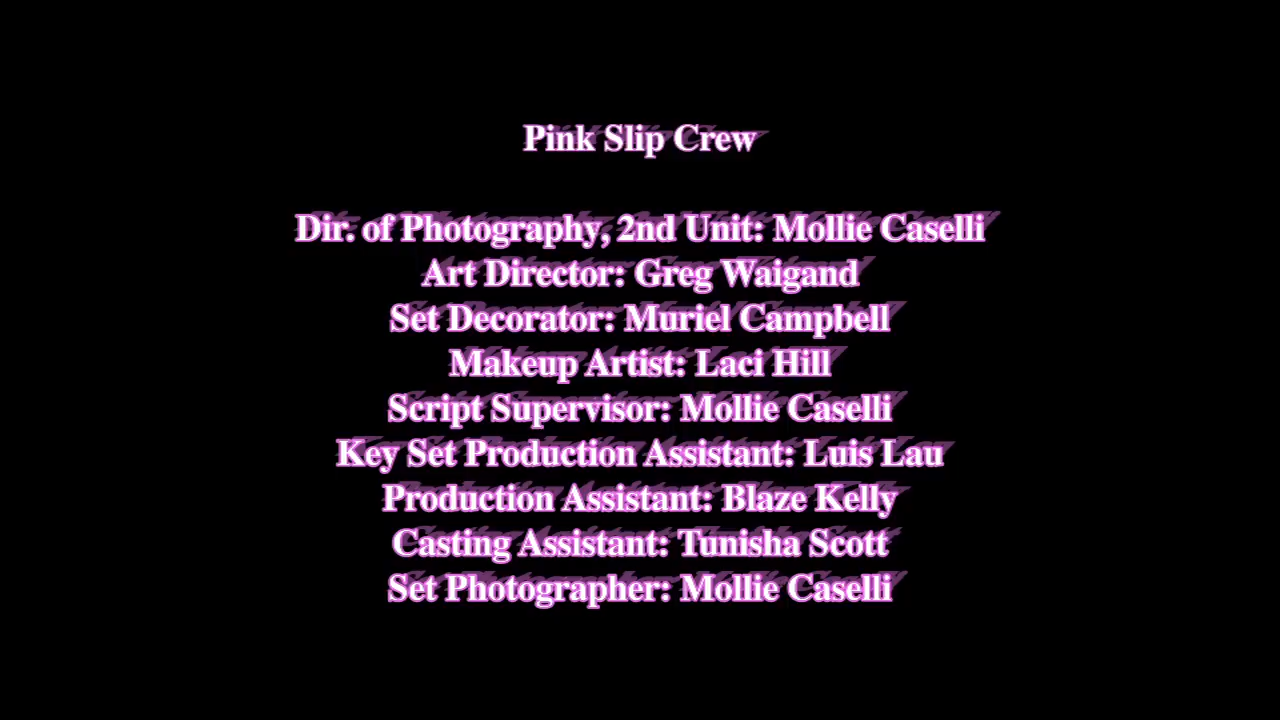 Pink Slip Crew
Dir. of Photography, 2nd Unit: Mollie Caselli
Art Director: Greg Waigand
Set Decorator: Muriel Campbell
Makeup Artist: Laci Hill
Script Supervisor: Mollie Caselli
Key Set Production Assistant: Luis Lau
Production Assistant: Blaze Kelly
Casting Assistant: Tunisha Scott
Set Photographer: Mollie Caselli